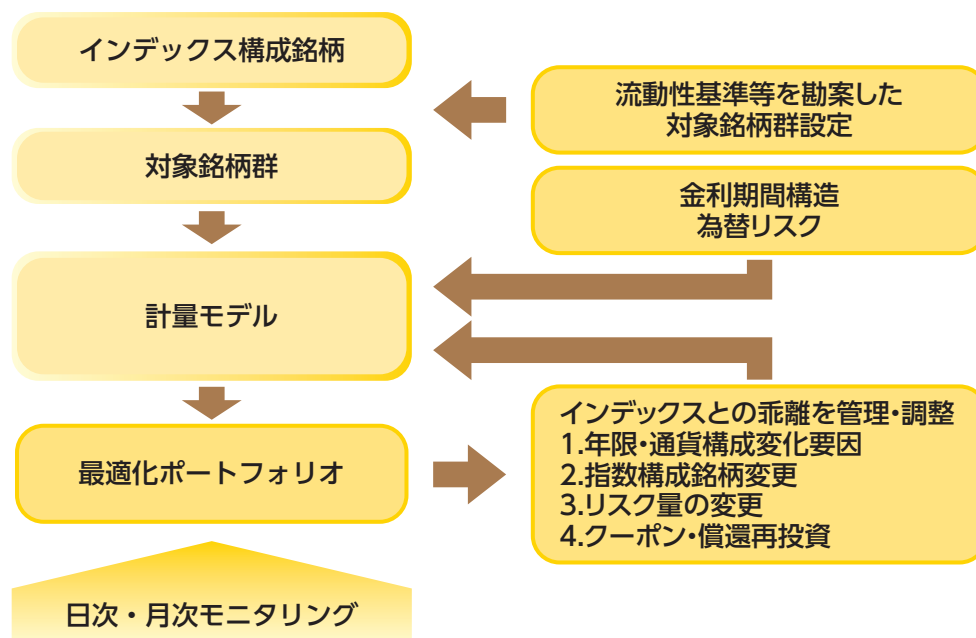 インデックス構成銘柄
流動性基準等を勘案した
対象銘柄群設定
対象銘柄群
金利期間構造
為替リスク
計量モデル
最適化ポートフォリオ
インデックスとの乖離を管理・調整
1.年限・通貨構成変化要因
2.指数構成銘柄変更
3.リスク量の変更
4.クーポン・償還再投資
日次・月次モニタリング